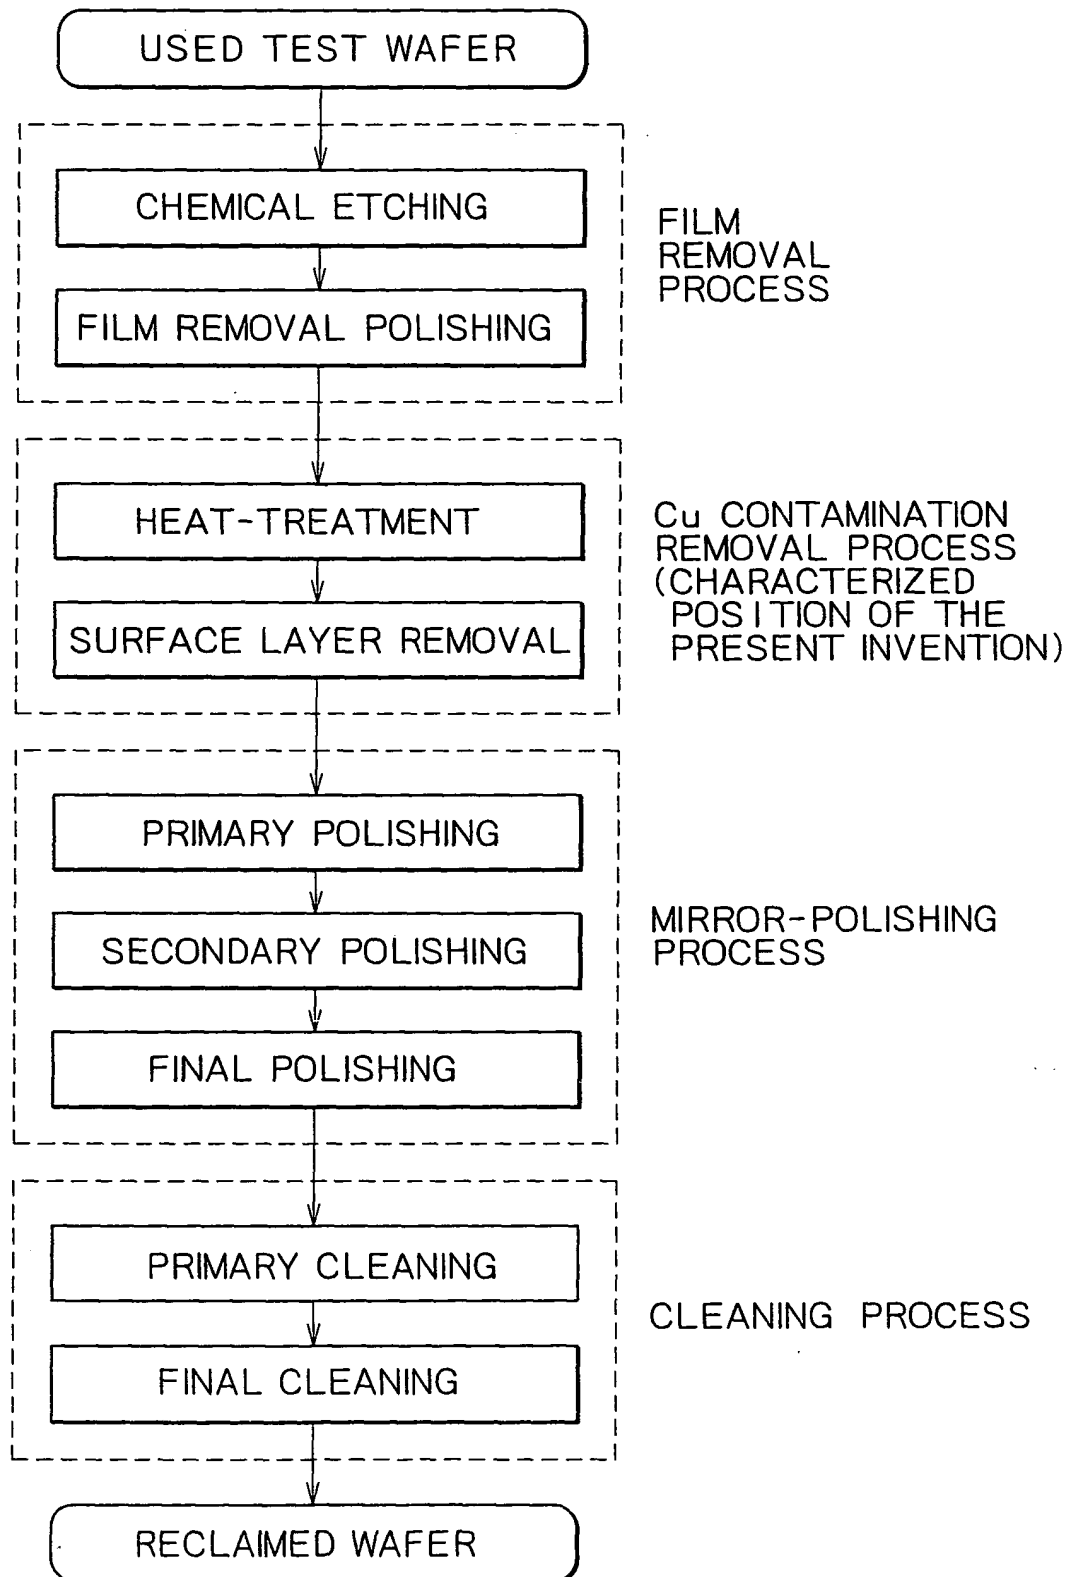 USED TEST WAFER
CHEMICAL ETCHING
FILM REMOVAL POLISHING
FILM
REMOVAL
PROCESS
HEAT-TREATMENT
SURFACE LAYER REMOVAL
Cu CONTAMINATION
REMOVAL PROCESS
(CHARACTERIZED
POSITION OF THE
PRESENT INVENTION)
PRIMARY POLISHING
SECONDARY POLISHING
FINAL POLISHING
MIRROR-POLISHING
PROCESS
PRIMARY CLEANING
FINAL CLEANING
CLEANING PROCESS
RECLAIMED WAFER